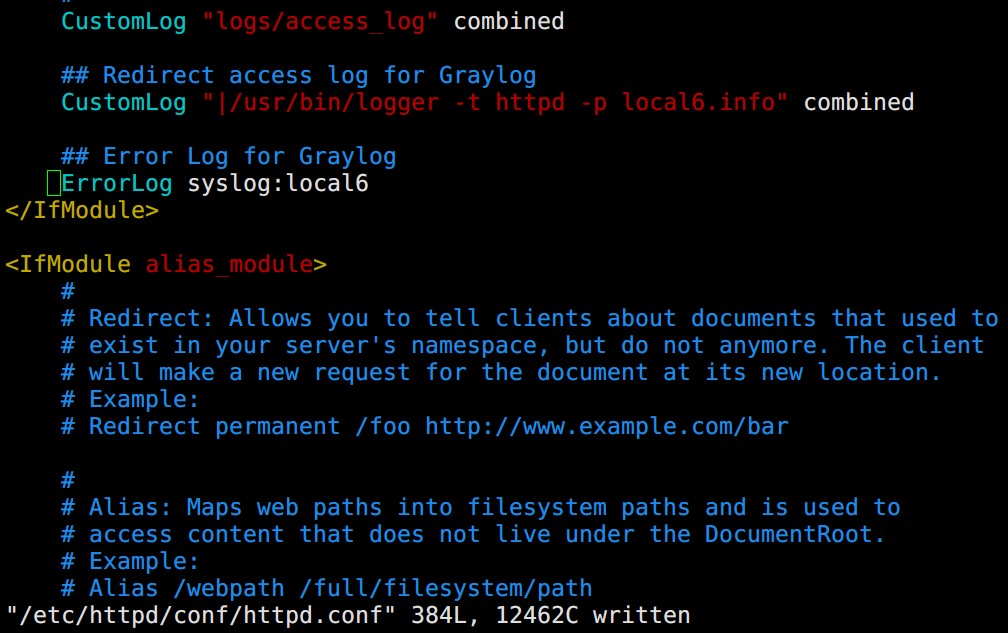 #
CustomLog "logs/access_log" combined
## Redirect access log for Graylog
CustomLog "|/usr/bin/logger -t httpd -p local6.info" combined
## Error Log for Graylog
ErrorLog syslog:local6
</IfModule>
<IfModule alias_module>
#
# Redirect: Allows you to tell clients about documents that used to
# exist in your server's namespace, but do not anymore. The client
# will make a new request for the document at its new location.
# Example:
# Redirect permanent /foo http://www.example.com/bar
#
# Alias: Maps web paths into filesystem paths and is used to
# access content that does not live under the DocumentRoot.
# Example:
# Alias /webpath /full/filesystem/path
"/etc/httpd/conf/httpd.conf" 384L, 12462C written